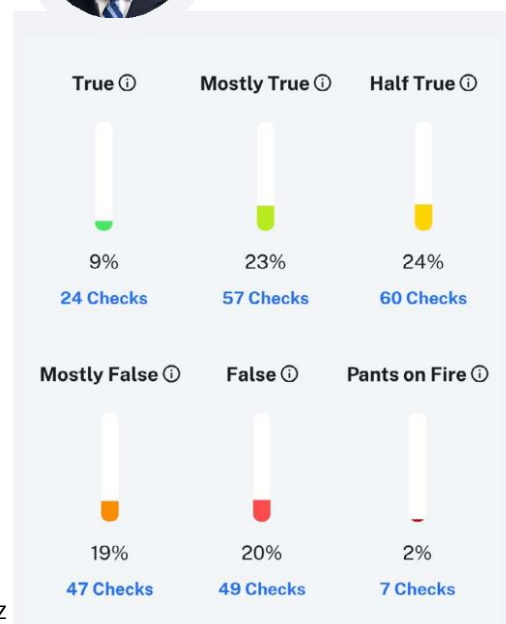 True ⓘ Mostly True ⓘ Half True ⓘ
9% 23% 24%
24 Checks 57 Checks 60 Checks
Mostly False ⓘ False ⓘ Pants on Fire ⓘ
19% 20% 2%
47 Checks 49 Checks 7 Checks
z